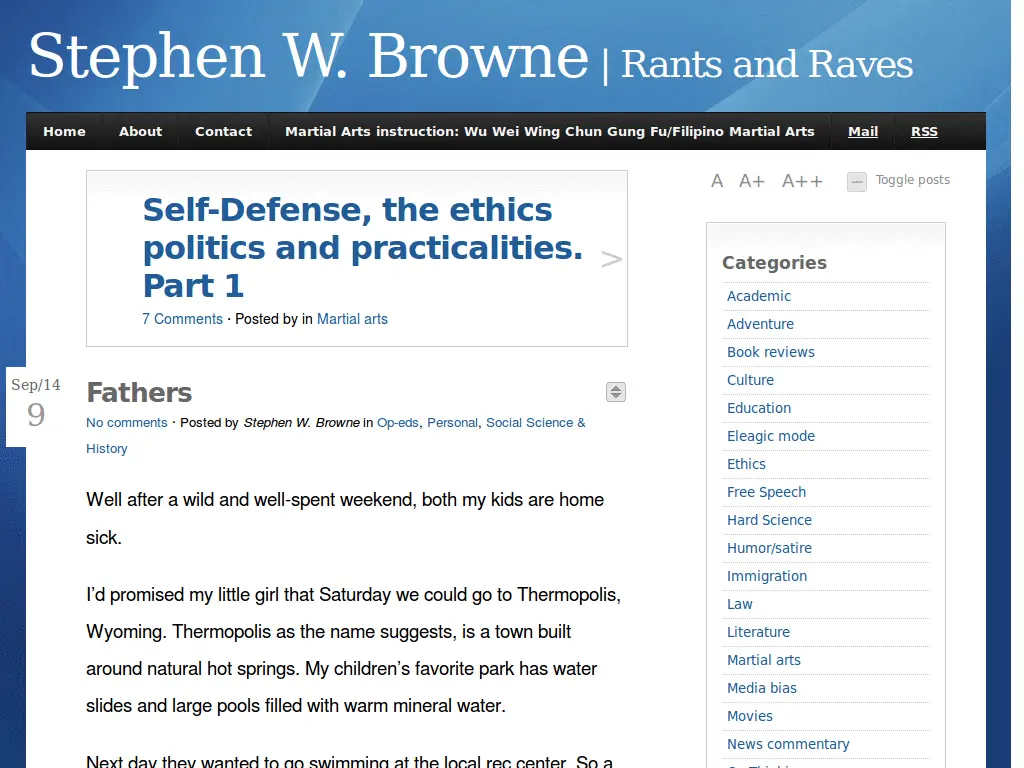 Stephen W. Browne | Rants and Raves
Home About Contact Martial Arts instruction: Wu Wei Wing Chun Gung Fu/Filipino Martial Arts Mail RSS
Self-Defense, the ethics
politics and practicalities.
Part 1
>
7 Comments · Posted by in Martial arts
A A+ A++ Toggle posts
Sep/14
9
Fathers
No comments · Posted by Stephen W. Browne in Op-eds, Personal, Social Science &
History
Well after a wild and well-spent weekend, both my kids are home
sick.
I’d promised my little girl that Saturday we could go to Thermopolis,
Wyoming. Thermopolis as the name suggests, is a town built
around natural hot springs. My children’s favorite park has water
slides and large pools filled with warm mineral water.
Next day they wanted to go swimming at the local rec center. So a
Categories
Academic
Adventure
Book reviews
Culture
Education
Eleagic mode
Ethics
Free Speech
Hard Science
Humor/satire
Immigration
Law
Literature
Martial arts
Media bias
Movies
News commentary